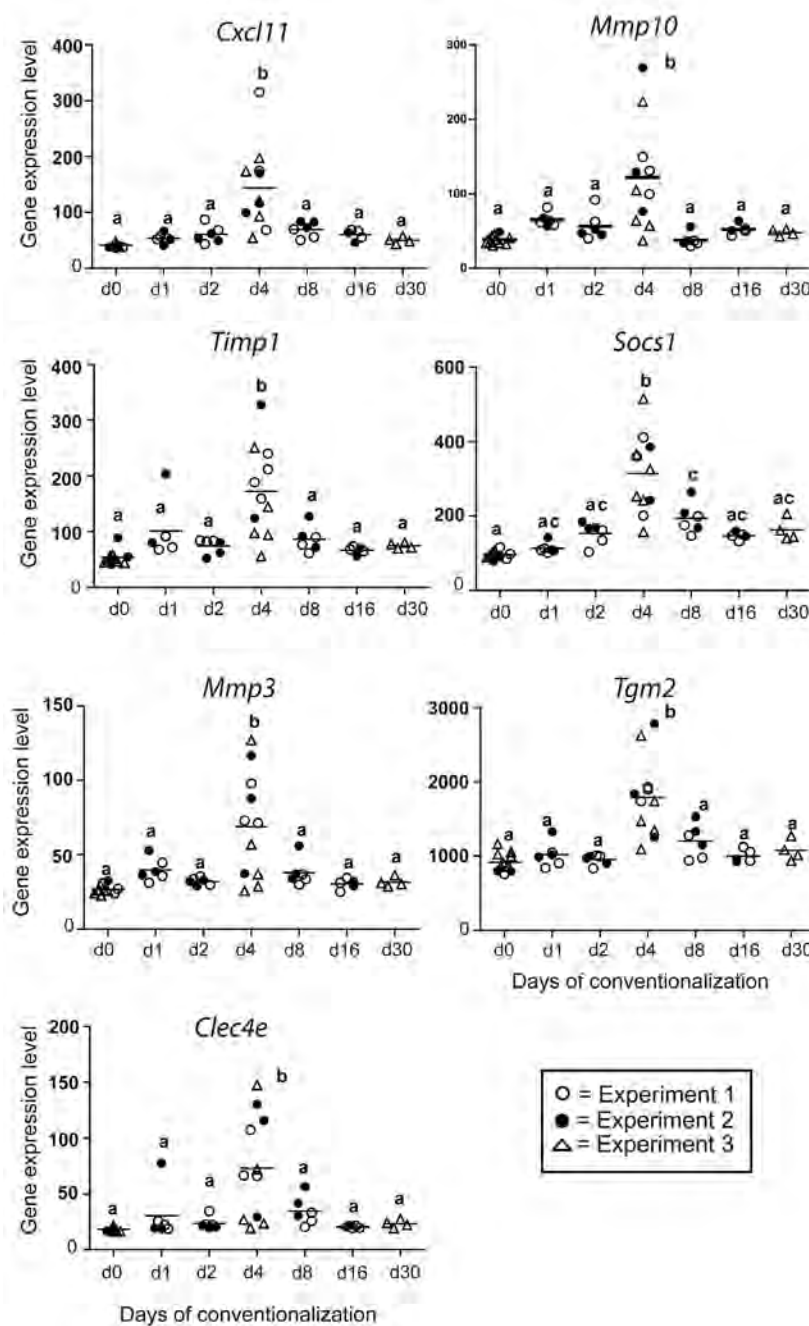 Cxcl11
Gene expression level
400
300
200
100
0
a a a b a a a
d0 d1 d2 d4 d8 d16 d30
Mmp10
300
200
100
0
a a a b a a a
d0 d1 d2 d4 d8 d16 d30
Timp1
Gene expression level
400
300
200
100
0
a a a b a a a
d0 d1 d2 d4 d8 d16 d30
Socs1
600
400
200
0
a ac ac b c ac ac
d0 d1 d2 d4 d8 d16 d30
Mmp3
Gene expression level
150
100
50
0
a a a b a a a
d0 d1 d2 d4 d8 d16 d30
Tgm2
3000
2000
1000
0
a a a b a a a
d0 d1 d2 d4 d8 d16 d30
Days of conventionalization
Clec4e
Gene expression level
200
150
100
50
0
a a a b a a a
d0 d1 d2 d4 d8 d16 d30
Days of conventionalization
= Experiment 1
= Experiment 2
= Experiment 3